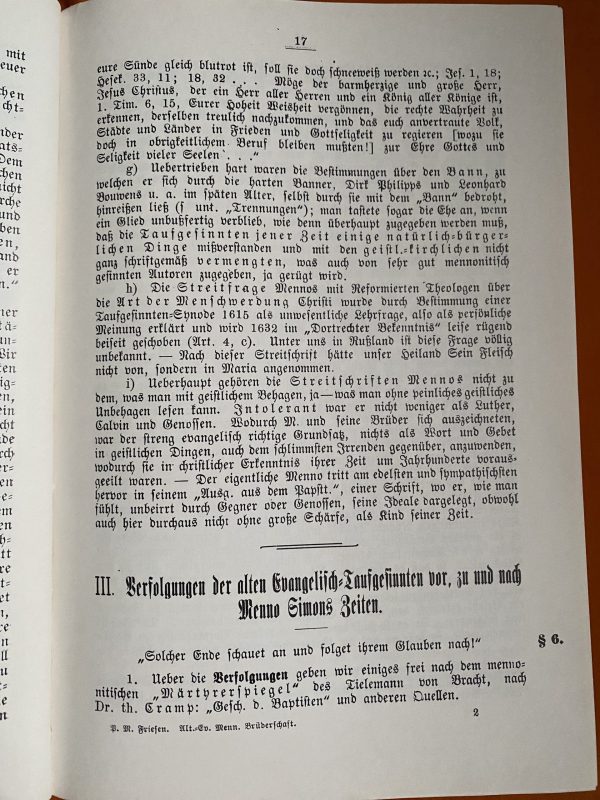 17
eure Sünde gleich blutrot ist, soll sie doch schneeweiß werden ꝛc.; Jes. 1, 18;
Hesek. 33, 11; 18, 32 . . . Möge der barmherzige und große Herr,
Jesus Christus, der ein Herr aller Herren und ein König aller Könige ist,
1. Tim. 6, 15, Eurer Hoheit Weisheit vergönnen, die rechte Wahrheit zu
erkennen, derselben treulich nachzukommen, und das euch anvertraute Volk,
Städte und Länder in Frieden und Gottseligkeit zu regieren [wozu sie
doch in obrigkeitlichem Beruf bleiben mußten!] zur Ehre Gottes und
Seligkeit vieler Seelen . . .“
g) Uebertrieben hart waren die Bestimmungen über den Bann, zu
welchen er sich durch die harten Banner, Dirk Philipps und Leonhard
Bouwens u. a. im späten Alter, selbst durch sie mit dem „Bann“ bedroht,
hinreißen ließ (s unt. „Trennungen“); man tastete sogar die Ehe an, wenn
ein Glied unbußfertig verblieb, wie denn überhaupt zugegeben werden muß,
daß die Taufgesinnten jener Zeit einige natürlich-bürger-
lichen Dinge mißverstanden und mit den geistl.-kirchlichen nicht
ganz schriftgemäß vermengten, was auch von sehr gut mennonitisch
gesinnten Autoren zugegeben, ja gerügt wird.
h) Die Streitfrage Mennos mit Reformierten Theologen über
die Art der Menschwerdung Christi wurde durch Bestimmung einer
Taufgesinnten-Synode 1615 als unwesentliche Lehrfrage, also als persönliche
Meinung erklärt und wird 1632 im „Dortrechter Bekenntnis“ leise rügend
beiseit geschoben (Art. 4, c). Unter uns in Rußland ist diese Frage völlig
unbekannt. — Nach dieser Streitschrift hätte unser Heiland Sein Fleisch
nicht von, sondern in Maria angenommen.
i) Ueberhaupt gehören die Streitschriften Mennos nicht zu
dem, was man mit geistlichem Behagen, ja—was man ohne peinliches geistliches
Unbehagen lesen kann. Intolerant war er nicht weniger als Luther,
Calvin und Genossen. Wodurch M. und seine Brüder sich auszeichneten,
war der streng evangelisch richtige Grundsatz, nichts als Wort und Gebet
in geistlichen Dingen, auch dem schlimmsten Irrenden gegenüber, anzuwenden,
wodurch sie in christlicher Erkenntnis ihrer Zeit um Jahrhunderte voraus-
geeilt waren. — Der eigentliche Menno tritt am edelsten und sympathischsten
hervor in seinem „Ausg. aus dem Papstt.“, einer Schrift, wo er, wie man
fühlt, unbeirrt durch Gegner oder Genossen, seine Ideale dargelegt, obwohl
auch hier durchaus nicht ohne große Schärfe, als Kind seiner Zeit.
III. Verfolgungen der alten Evangelisch-Taufgesinnten vor, zu und nach
Menno Simons Zeiten.
„Solcher Ende schauet an und folget ihrem Glauben nach!“
§ 6.
1. Ueber die Verfolgungen geben wir einiges frei nach dem menno-
nitischen „Märtyrerspiegel“ des Tielemann von Bracht, nach
Dr. th. Cramp: „Gesch. d. Baptisten“ und anderen Quellen.
P. M. Friesen. Alt.-Ev. Menn. Brüderschaft.
2